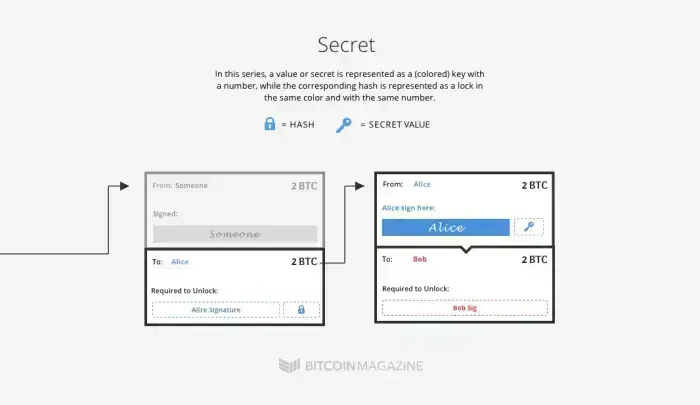 Secret
In this series, a value or secret is represented as a (colored) key with
a number, while the corresponding hash is represented as a lock in
the same color and with the same number.
= HASH = SECRET VALUE
From: Someone 2 BTC
Signed:
Someone
To: Alice 2 BTC
Required to Unlock:
Alice Signature
From: Alice 2 BTC
Alice sign here:
Alice
To: Bob 2 BTC
Required to Unlock:
Bob Sig
BITCOINMAGAZINE